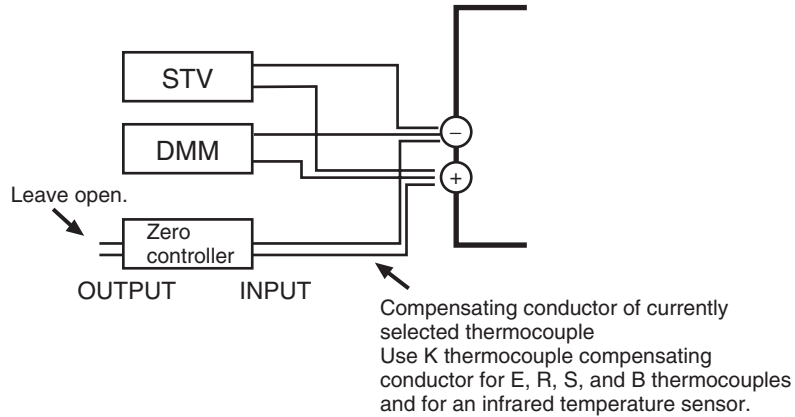 STV
−
DMM
+
Leave open.
Zero
controller
OUTPUT
INPUT
Compensating conductor of currently
selected thermocouple
Use K thermocouple compensating
conductor for E, R, S, and B thermocouples
and for an infrared temperature sensor.